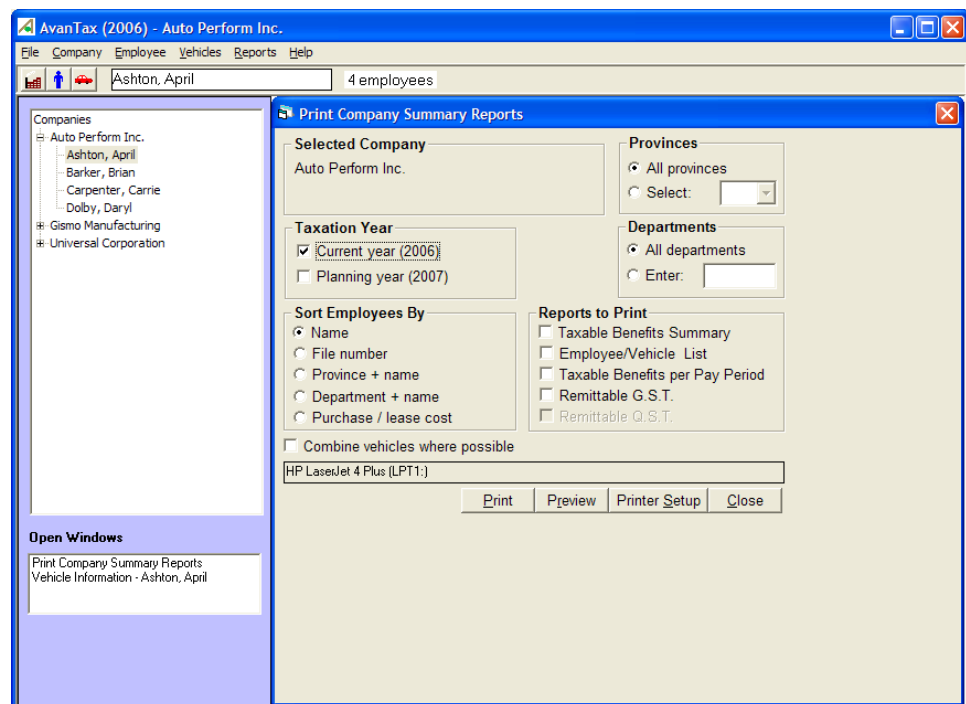 AvanTax (2006) - Auto Perform Inc.
File Company Employee Vehicles Reports Help
Ashton, April 4 employees
Companies
Auto Perform Inc.
Ashton, April
Barker, Brian
Carpenter, Carrie
Dolby, Daryl
Gismo Manufacturing
Universal Corporation
Open Windows
Print Company Summary Reports
Vehicle Information - Ashton, April
Print Company Summary Reports
Selected Company
Auto Perform Inc.
Provinces
All provinces
Select:
Taxation Year
Current year (2006)
Planning year (2007)
Departments
All departments
Enter:
Sort Employees By
Name
File number
Province + name
Department + name
Purchase / lease cost
Reports to Print
Taxable Benefits Summary
Employee/Vehicle List
Taxable Benefits per Pay Period
Remittable G.S.T.
Remittable Q.S.T.
Combine vehicles where possible
HP LaserJet 4 Plus (LPT1:)
Print Preview Printer Setup Close